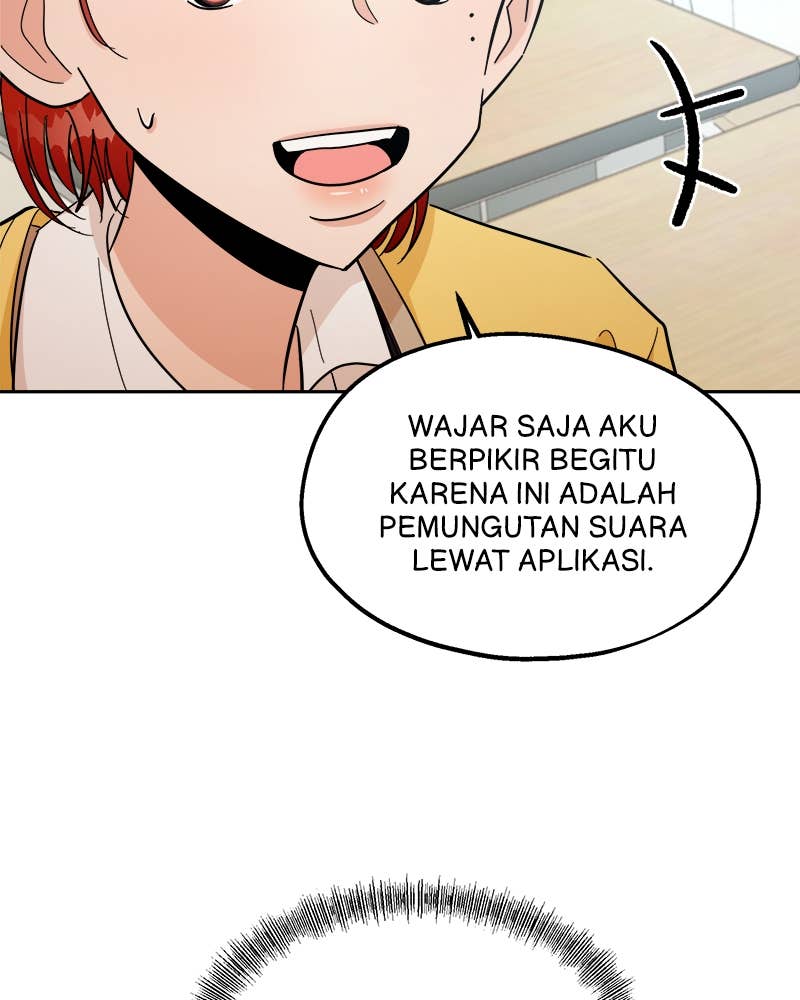 WAJAR SAJA AKU
BERPIKIR BEGITU
KARENA INI ADALAH
PEMUNGUTAN SUARA
LEWAT APLIKASI.